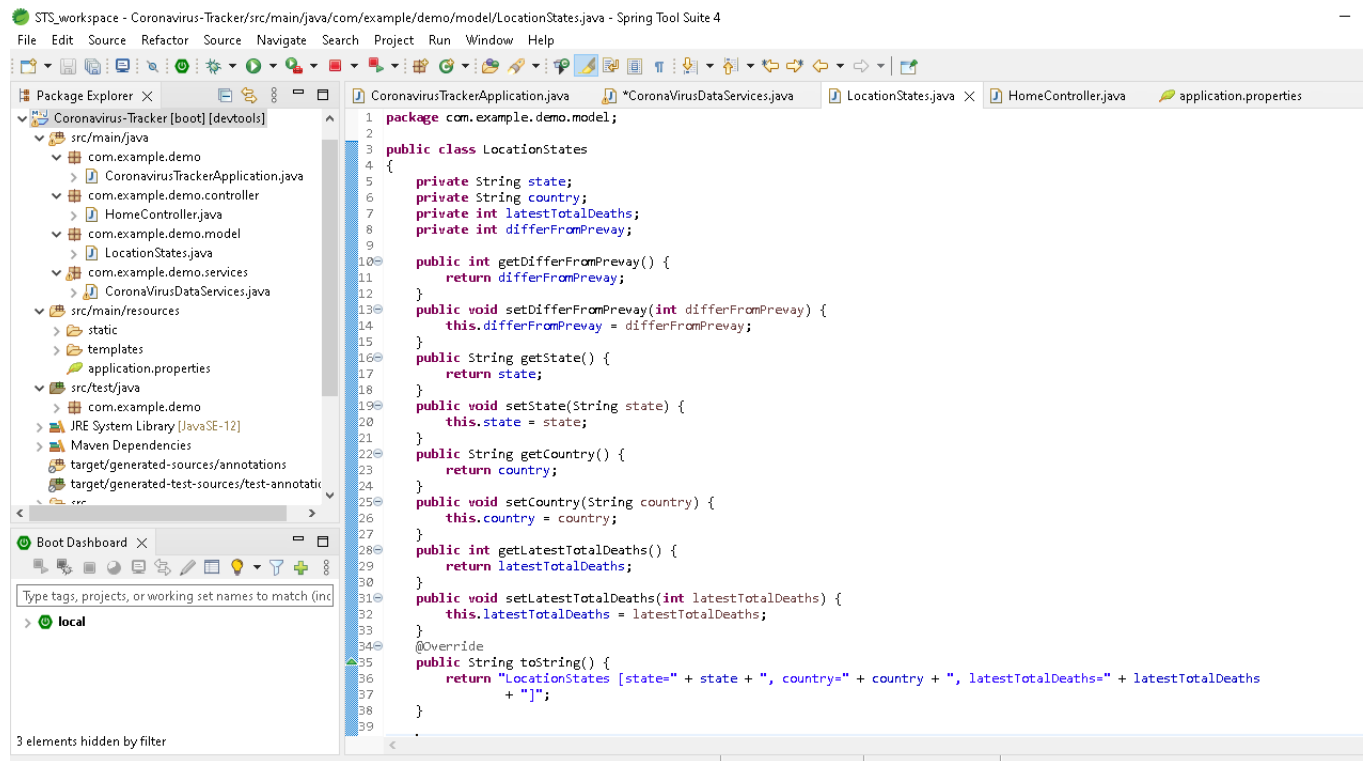 STS_workspace - Coronavirus-Tracker/src/main/java/com/example/demo/model/LocationStates.java - Spring Tool Suite 4
File Edit Source Refactor Source Navigate Search Project Run Window Help
Package Explorer
Coronavirus-Tracker [boot] [devtools]
src/main/java
com.example.demo
CoronavirusTrackerApplication.java
com.example.demo.controller
HomeController.java
com.example.demo.model
LocationStates.java
com.example.demo.services
CoronaVirusDataServices.java
src/main/resources
static
templates
application.properties
src/test/java
com.example.demo
JRE System Library [JavaSE-12]
Maven Dependencies
target/generated-sources/annotations
target/generated-test-sources/test-annotatic
src
Boot Dashboard
Type tags, projects, or working set names to match (inc
local
3 elements hidden by filter
CoronavirusTrackerApplication.java *CoronaVirusDataServices.java LocationStates.java HomeController.java application.properties
1 package com.example.demo.model;
2
3 public class LocationStates
4 {
5 private String state;
6 private String country;
7 private int latestTotalDeaths;
8 private int differFromPrevay;
9
10 public int getDifferFromPrevay() {
11 return differFromPrevay;
12 }
13 public void setDifferFromPrevay(int differFromPrevay) {
14 this.differFromPrevay = differFromPrevay;
15 }
16 public String getState() {
17 return state;
18 }
19 public void setState(String state) {
20 this.state = state;
21 }
22 public String getCountry() {
23 return country;
24 }
25 public void setCountry(String country) {
26 this.country = country;
27 }
28 public int getLatestTotalDeaths() {
29 return latestTotalDeaths;
30 }
31 public void setLatestTotalDeaths(int latestTotalDeaths) {
32 this.latestTotalDeaths = latestTotalDeaths;
33 }
34 @Override
35 public String toString() {
36 return "LocationStates [state=" + state + ", country=" + country + ", latestTotalDeaths=" + latestTotalDeaths
37 + "]";
38 }
39